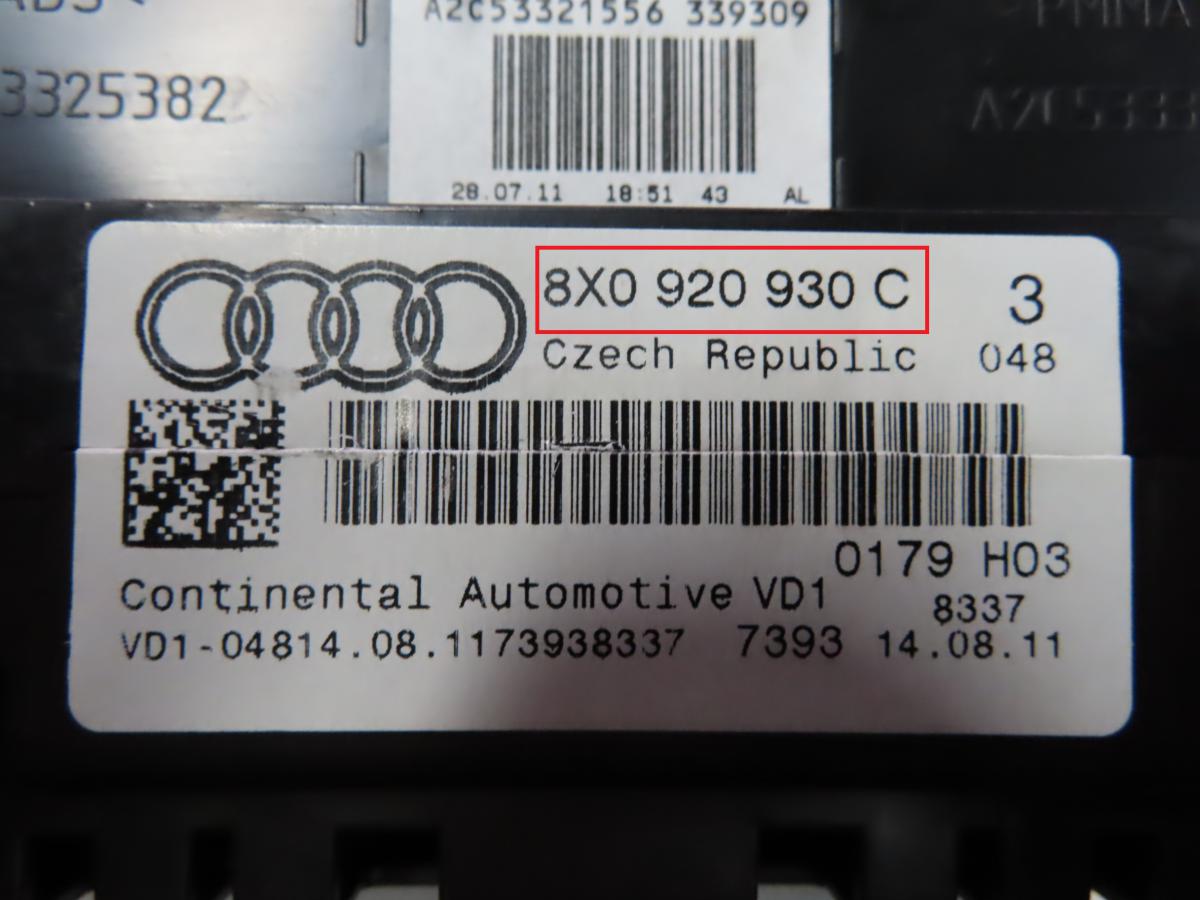 A2C53321556 339309
3325382
28.07.11 18:51 43 AL
8X0 920 930 C 3
Czech Republic 048
0179 H03
Continental Automotive VD1
8337
VD1-04814.08.1173938337 7393 14.08.11